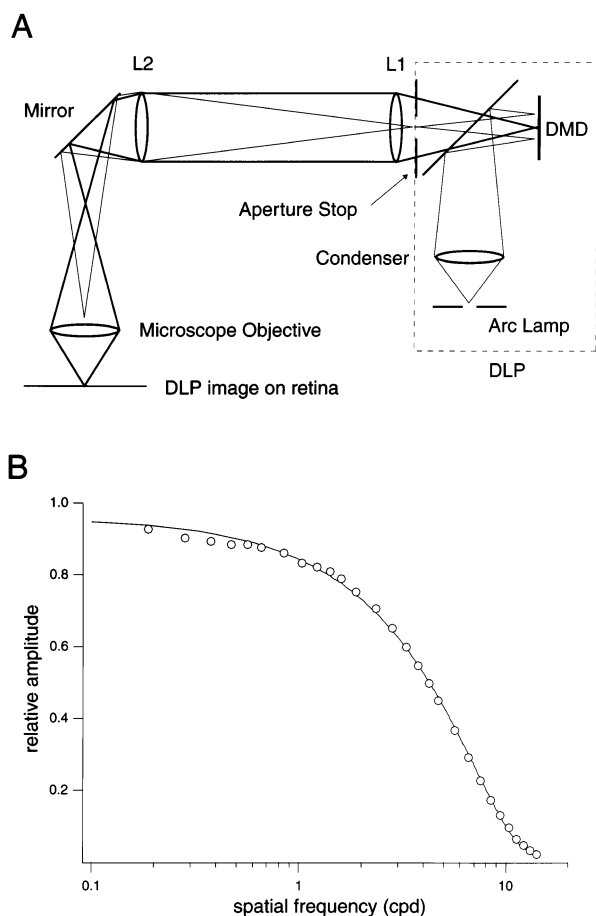 A
L2
L1
Mirror
DMD
Aperture Stop
Condenser
Arc Lamp
Microscope Objective
DLP
DLP image on retina
B
1.0
0.8
0.6
0.4
0.2
relative amplitude
0.1
1
10
spatial frequency (cpd)